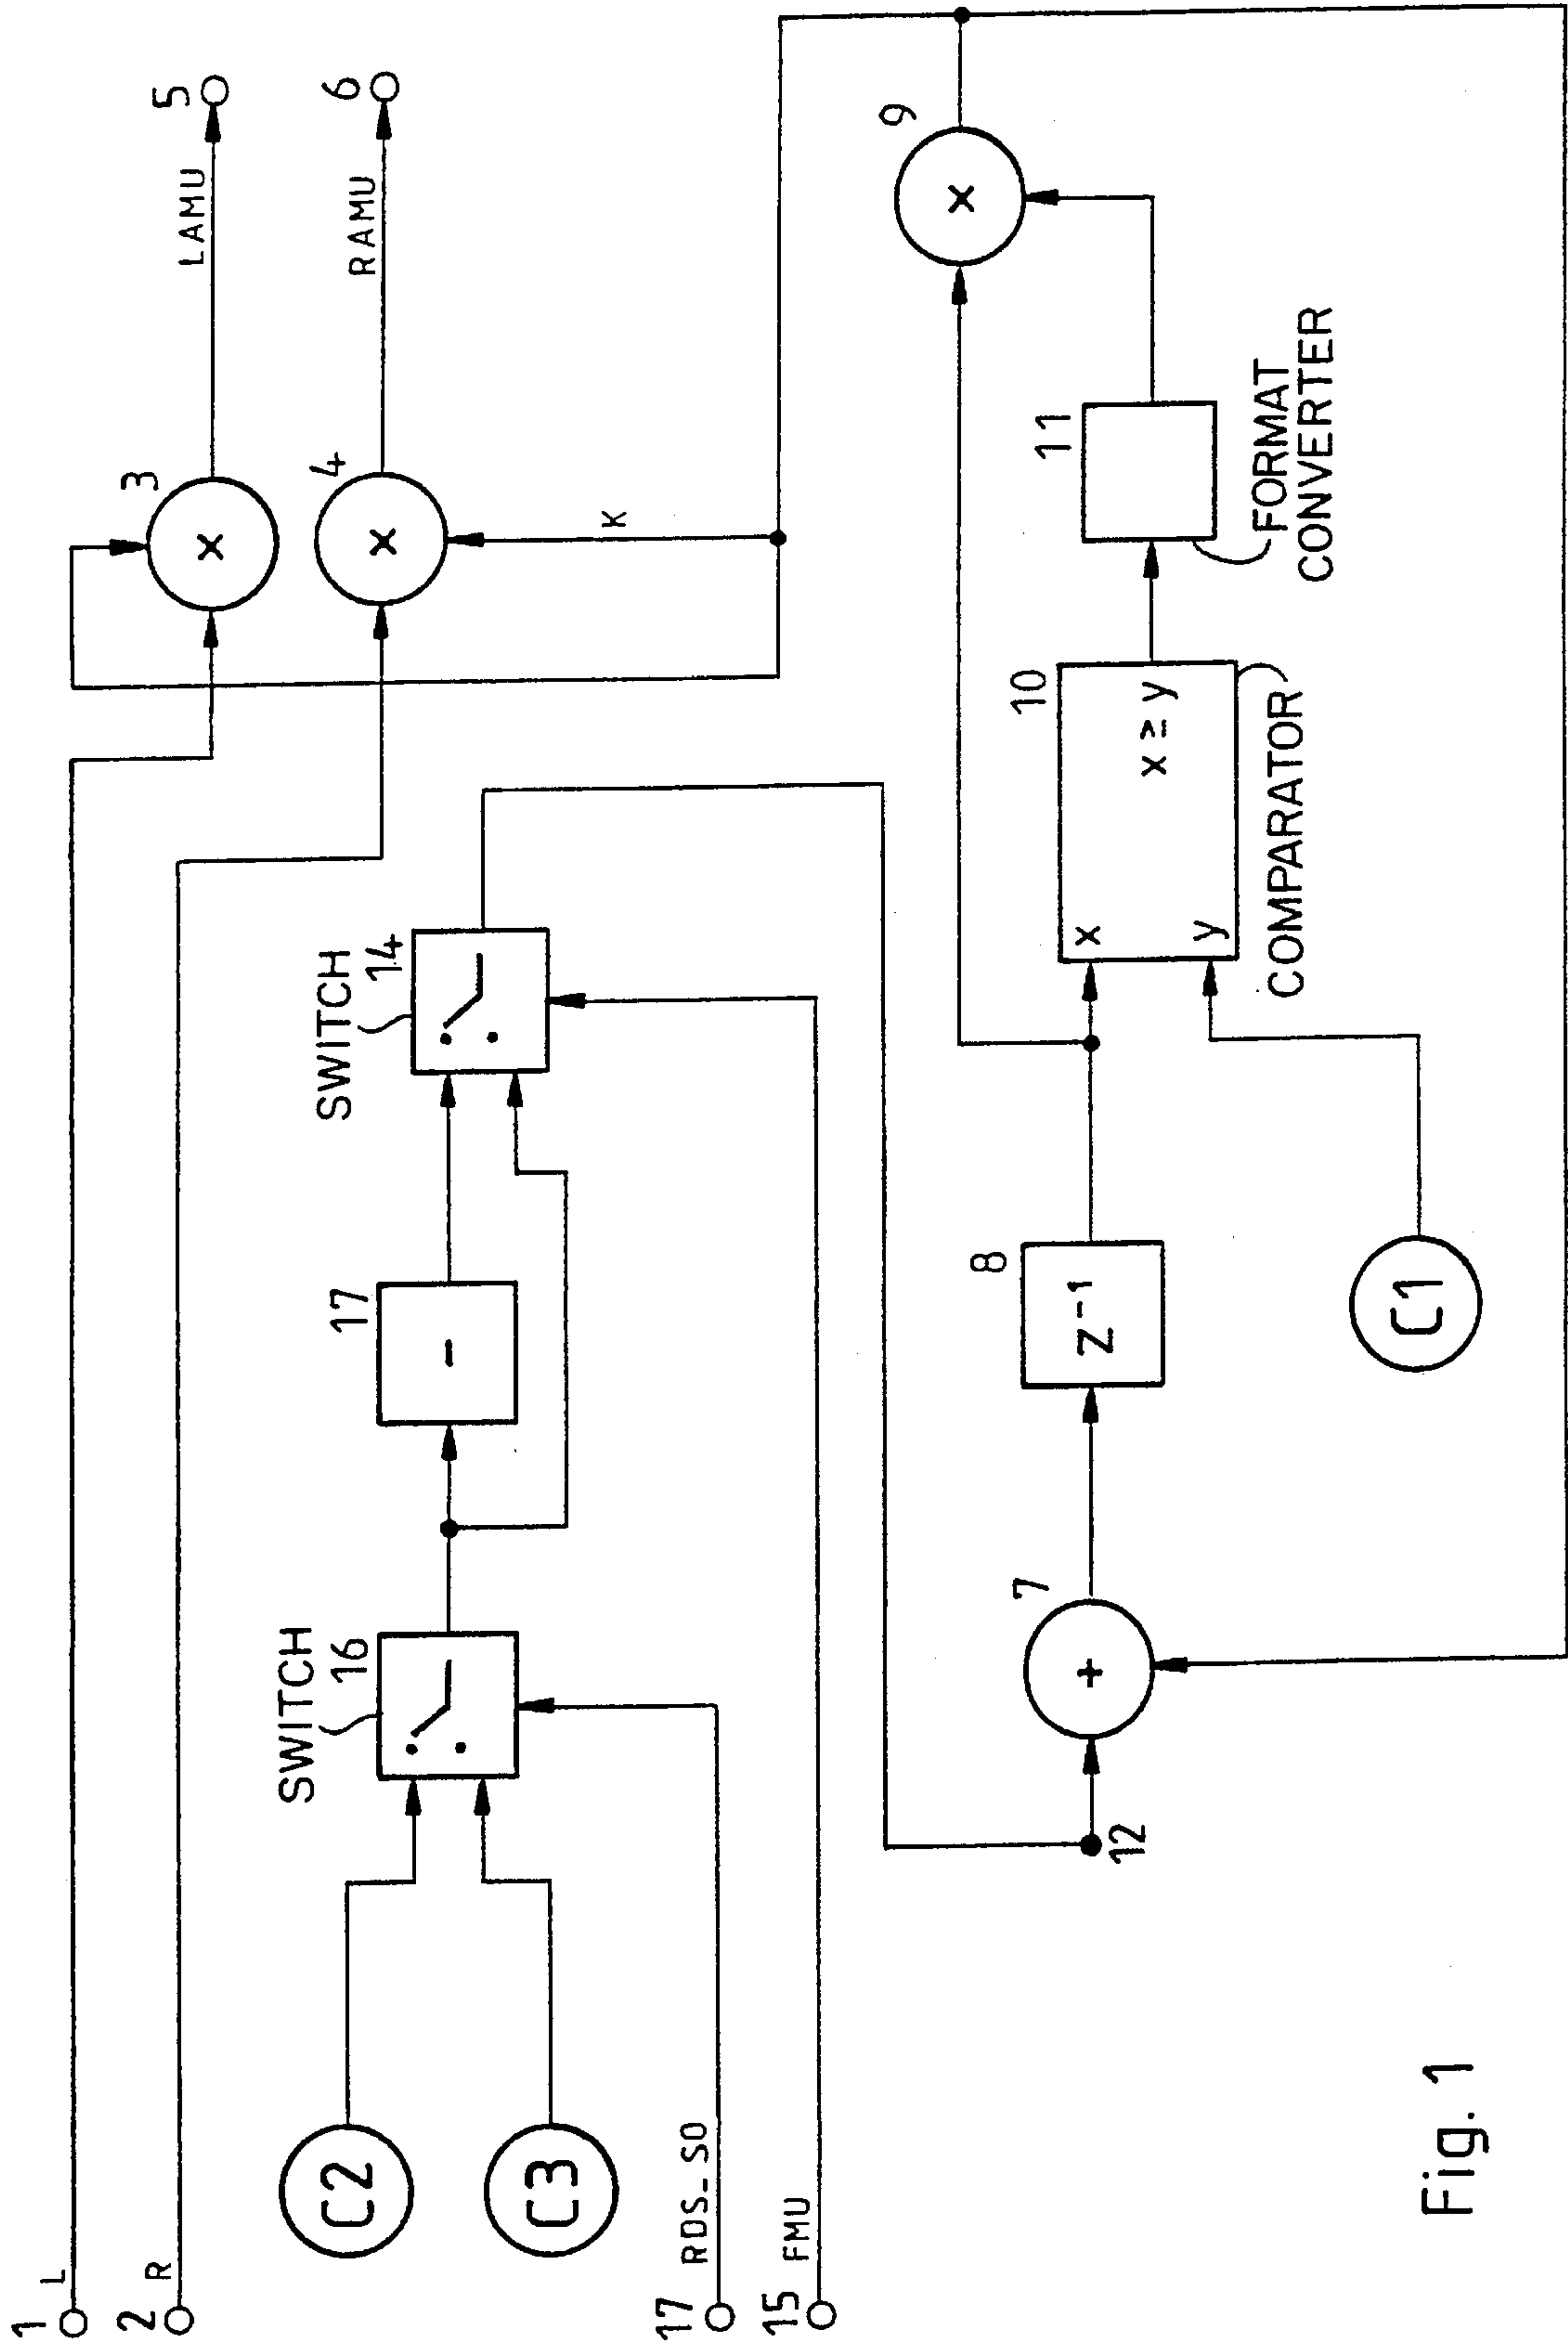 1
L
2
R
3
x
4
x
K
LAMU
5
RAMU
6
C2
C3
SWITCH
16
17
-
SWITCH
14
17
RDS_SO
15
FMU
12
7
+
8
Z⁻¹
C1
10
x
y
x ≥ y
COMPARATOR
11
FORMAT
CONVERTER
9
x
Fig. 1